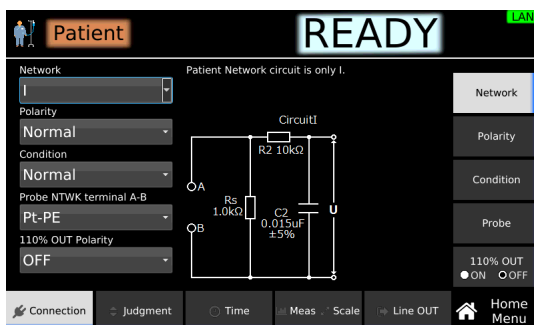 LAN
Patient
READY
Network
I
Polarity
Normal
Condition
Normal
Probe NTWK terminal A-B
Pt-PE
110% OUT Polarity
OFF
Patient Network circuit is only I.
CircuitI
R2 10kΩ
A
Rs
1.0kΩ
C2
0.015uF
±5%
U
B
Network
Polarity
Condition
Probe
110% OUT
ON OFF
Connection
Judgment
Time
Meas Scale
Line OUT
Home
Menu